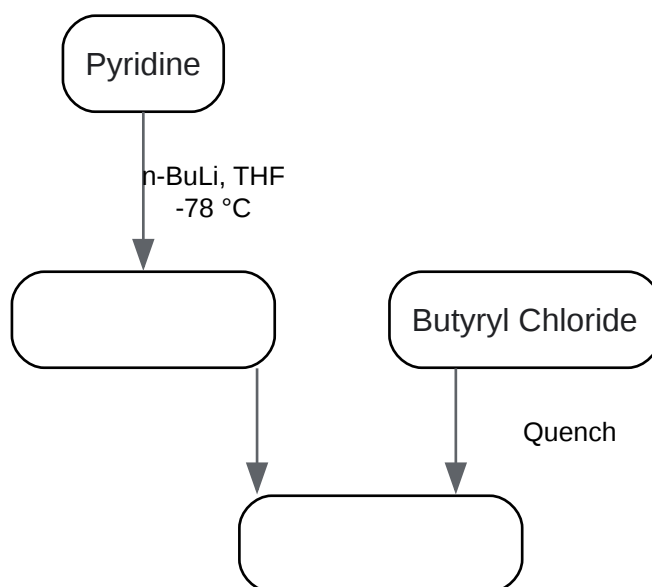 Pyridine
n-BuLi, THF
-78 °C
Butyryl Chloride
Quench